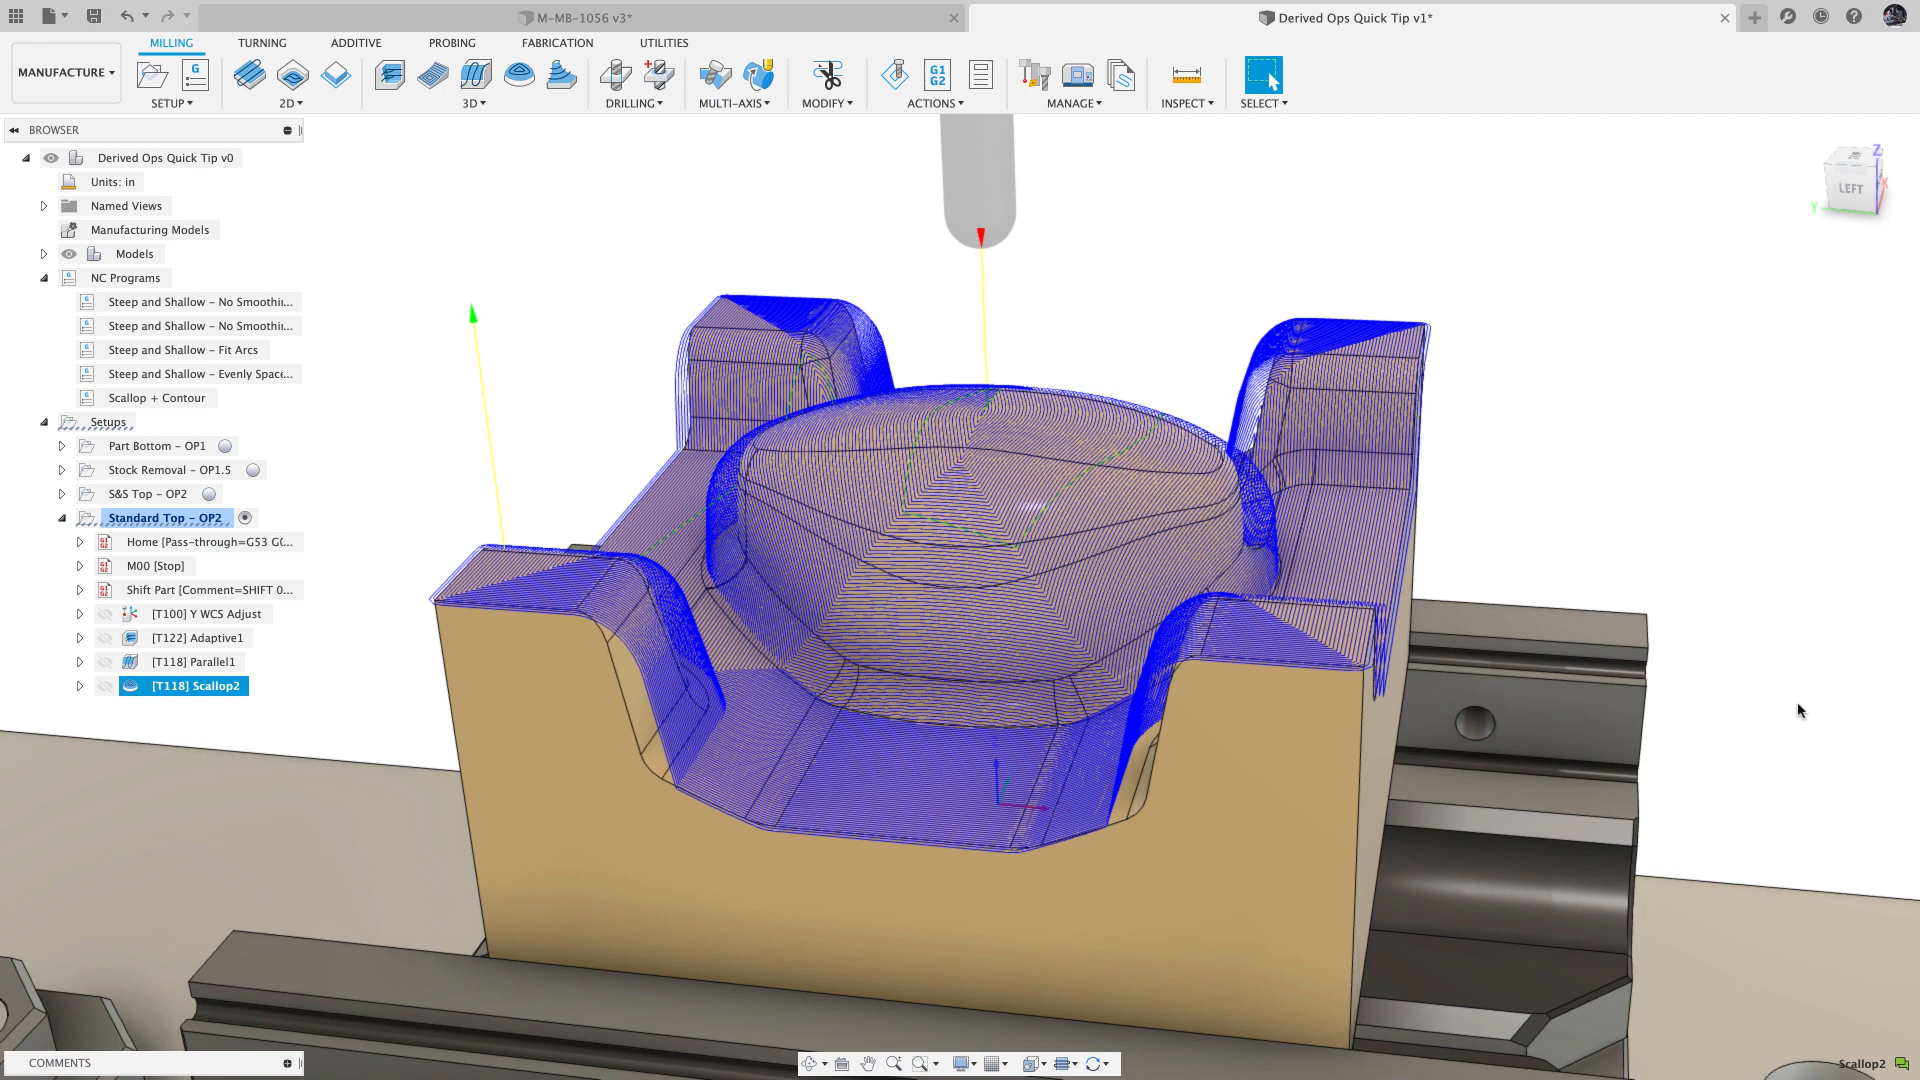 M-MB-1056 v3*
Derived Ops Quick Tip v1*
MANUFACTURE
MILLING
TURNING
ADDITIVE
PROBING
FABRICATION
UTILITIES
SETUP
2D
3D
DRILLING
MULTI-AXIS
MODIFY
G1
G2
ACTIONS
MANAGE
INSPECT
SELECT
BROWSER
Derived Ops Quick Tip v0
Units: in
Named Views
Manufacturing Models
Models
NC Programs
Steep and Shallow - No Smoothi...
Steep and Shallow - No Smoothi...
Steep and Shallow - Fit Arcs
Steep and Shallow - Evenly Space...
Scallop + Contour
Setups
Part Bottom - OP1
Stock Removal - OP1.5
S&S Top - OP2
Standard Top - OP2
Home [Pass-through=G53 G(...
M00 [Stop]
Shift Part [Comment=SHIFT 0...
[T100] Y WCS Adjust
[T122] Adaptive1
[T118] Parallel1
[T118] Scallop2
Z
LEFT
X
Y
COMMENTS
Scallop2